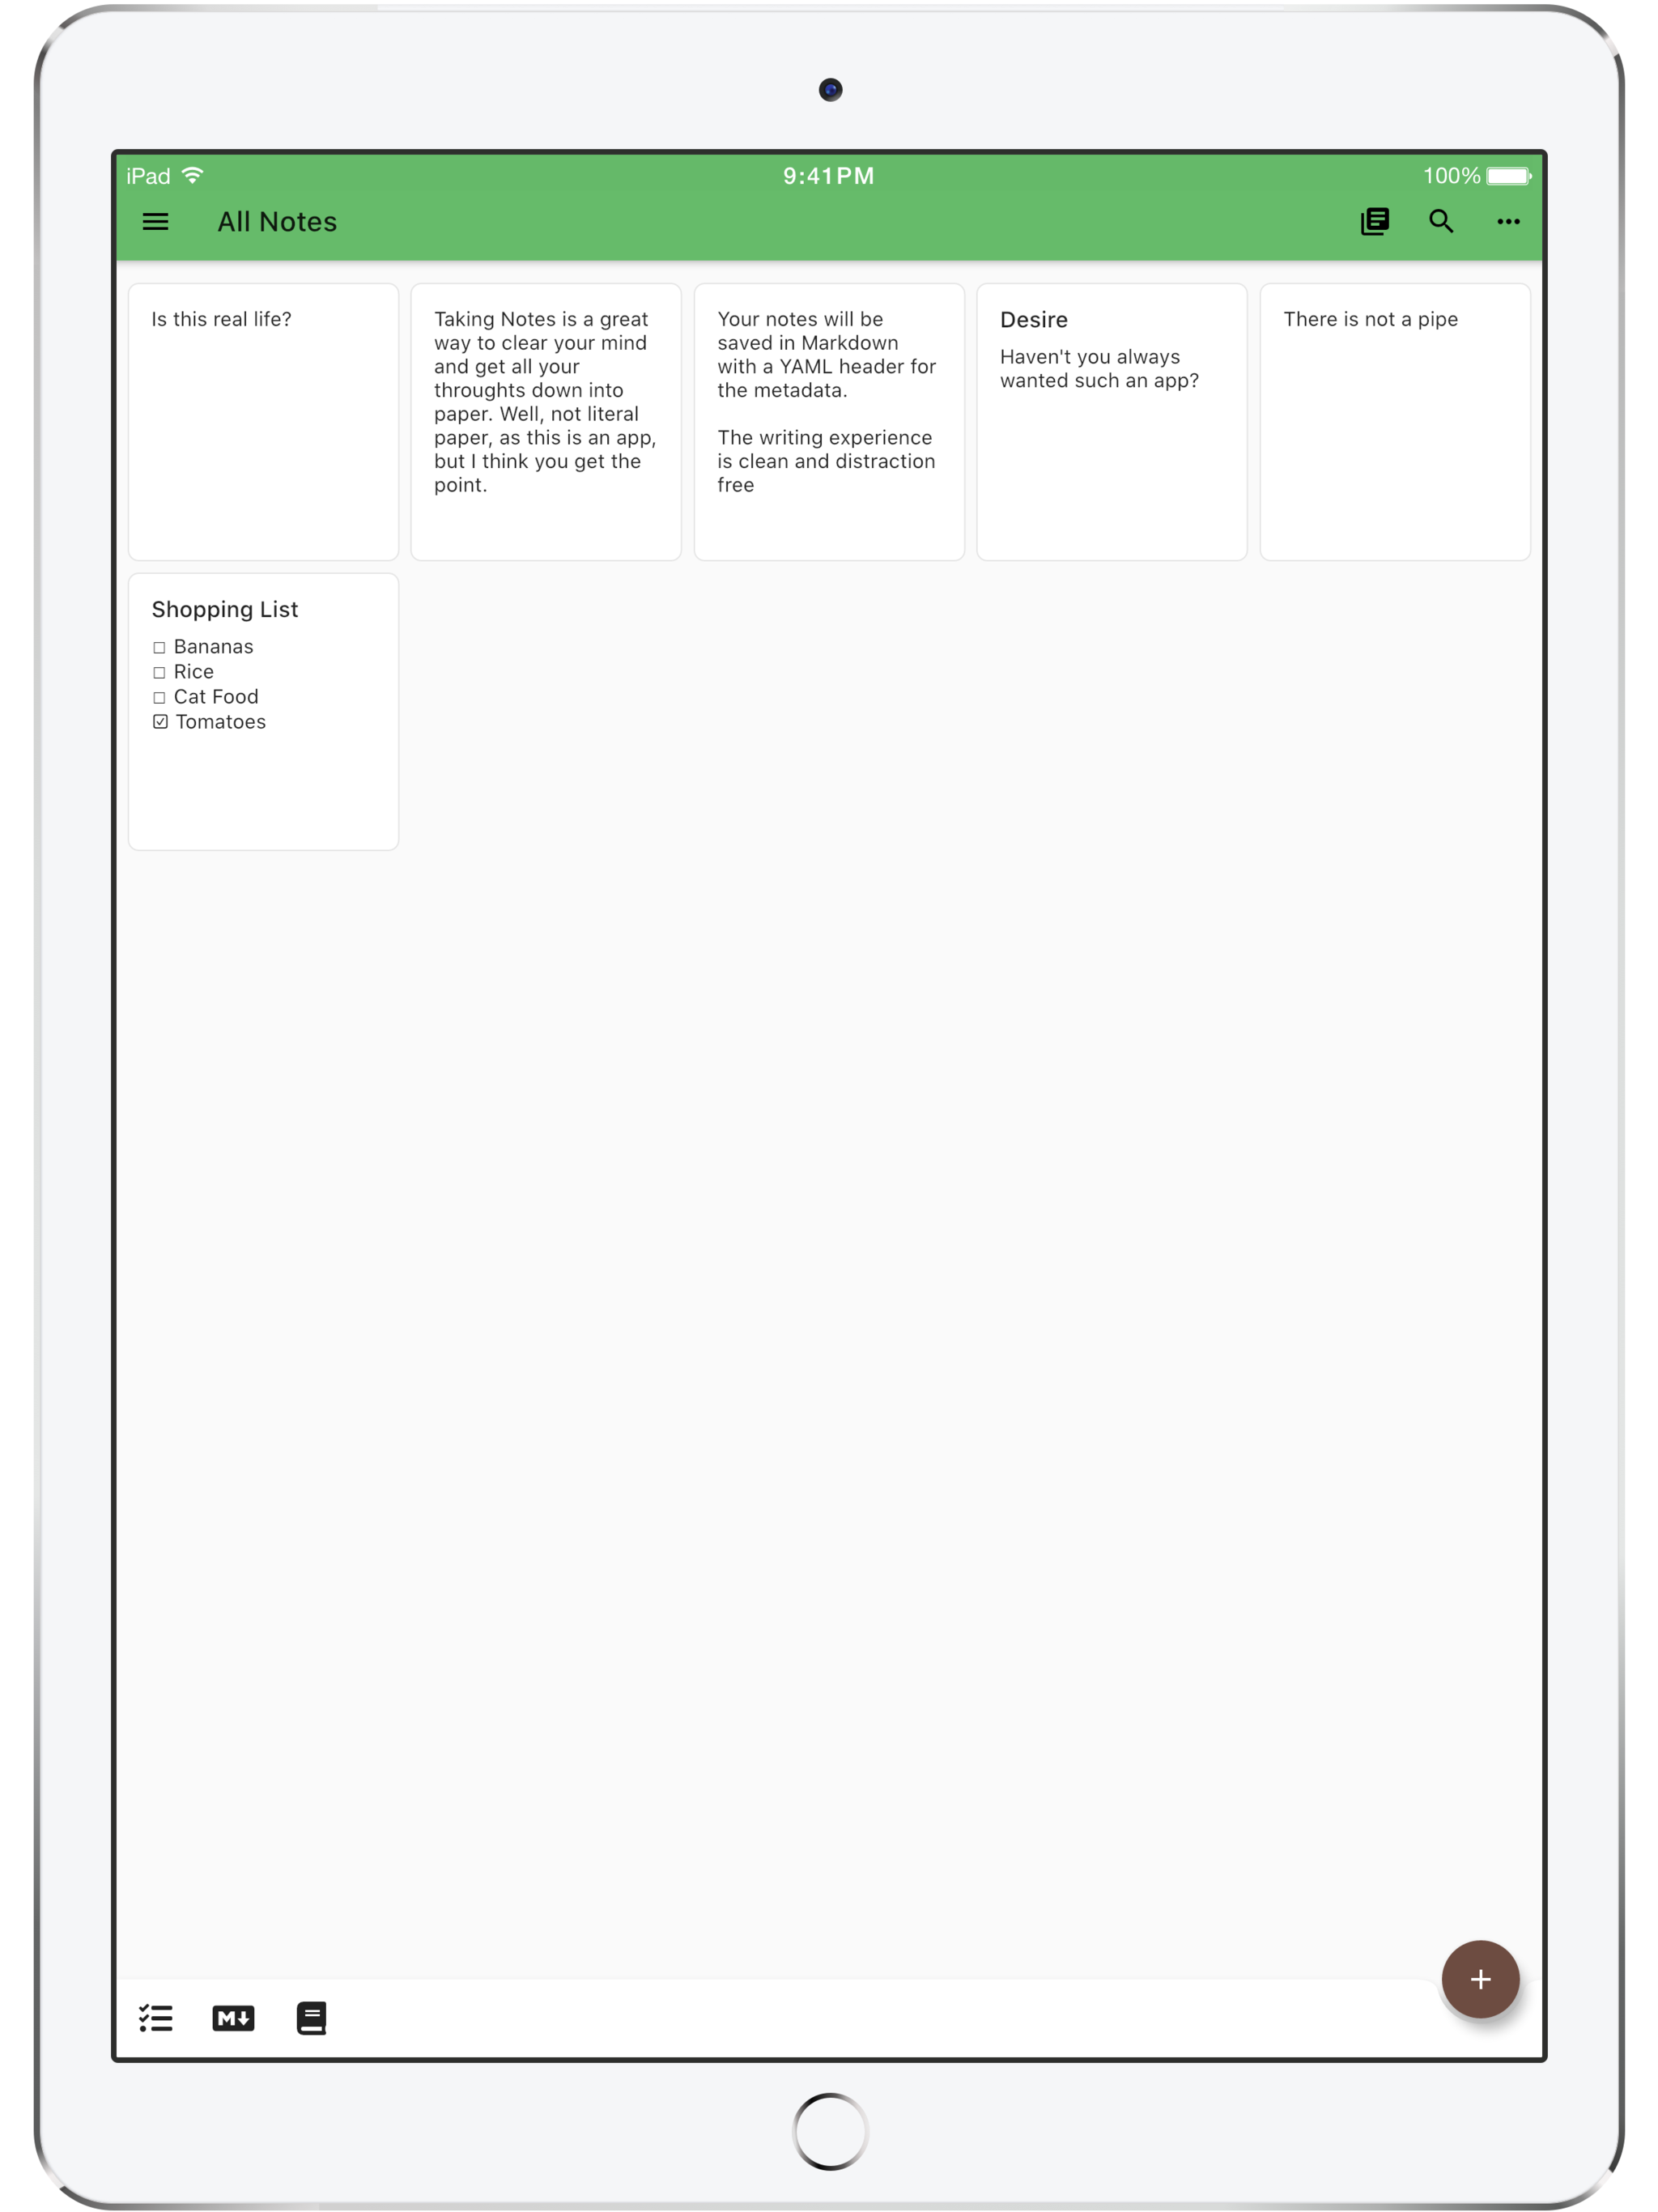 iPad 9:41PM 100%
All Notes
Is this real life?
Taking Notes is a great
way to clear your mind
and get all your
throughts down into
paper. Well, not literal
paper, as this is an app,
but I think you get the
point.
Your notes will be
saved in Markdown
with a YAML header for
the metadata.
The writing experience
is clean and distraction
free
Desire
Haven't you always
wanted such an app?
There is not a pipe
Shopping List
Bananas
Rice
Cat Food
Tomatoes
M